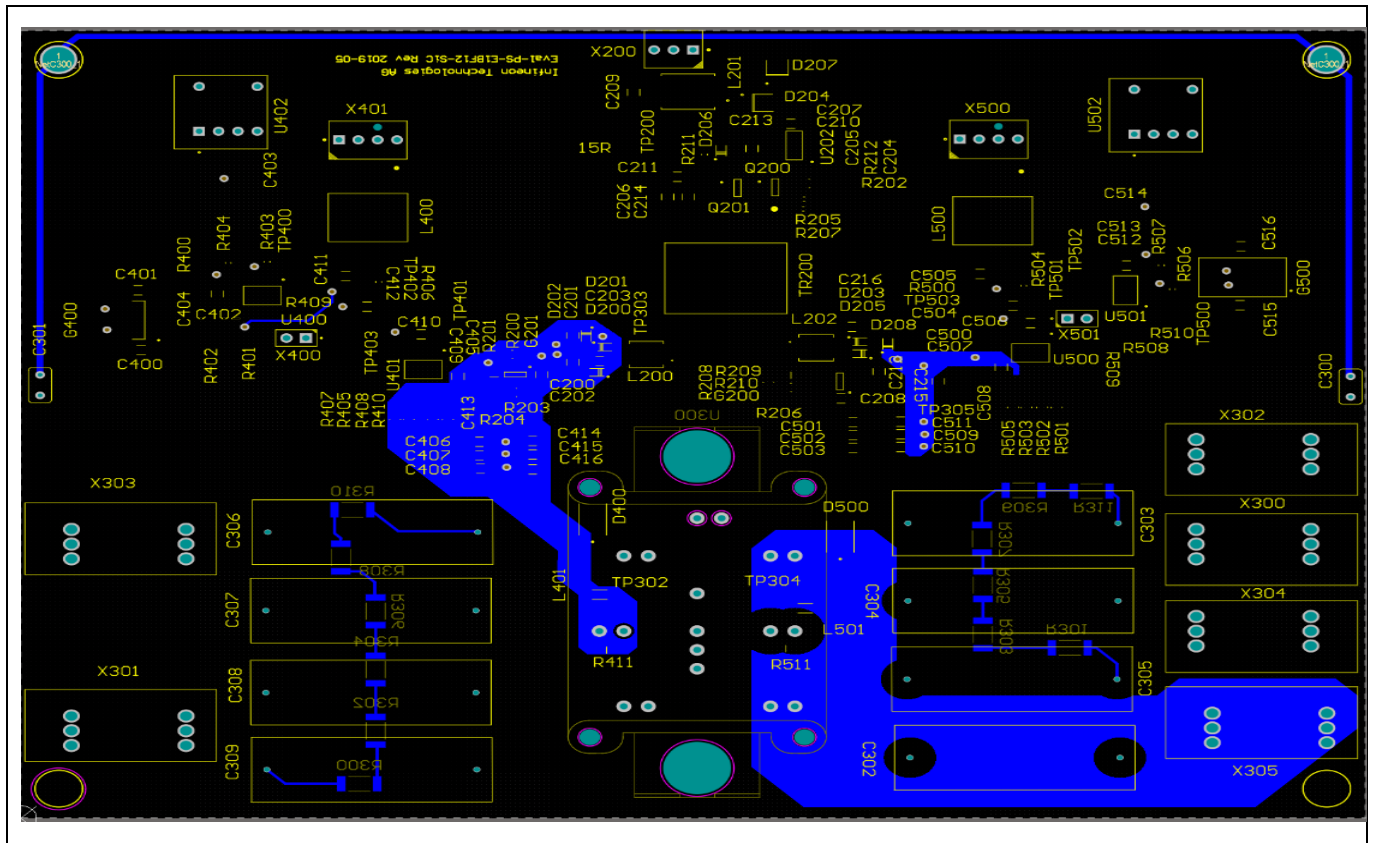 1
NetC300_1
Eval-PS-E1BF12-SiC Rev 2019-05
Infineon Technologies AG
X200
D207
1
NetC300_1
C209
L201
D204
U402
X401
TP200
D206
C213
C207
C210
X500
U502
15R
R211
U202
C205
R212
C204
C403
C211
Q200
R202
C206
C214
Q201
R205
R207
L400
L500
C514
R404
R403
TP400
R400
C513
C512
R507
TP502
C516
C401
C411
C412
TP402
R406
D201
C203
D200
C216
D203
D205
C505
R500
TP503
C504
R504
TP501
R506
G500
TR200
TP401
D202
C201
TP303
G400
C404
C402
R409
U400
C410
L202
D208
C506
X501
U501
TP500
C515
C301
X400
TP403
C409
C405
R201
R200
G201
C500
C507
R510
R508
U500
R509
C400
R402
R401
U401
C200
C202
L200
R208
R209
R210
G200
C215
C508
C300
R407
R405
R408
R410
C413
R203
R204
R206
U300
C208
TP305
X302
C406
C407
C408
C414
C415
C416
C501
C502
C503
C511
C509
C510
R505
R503
R502
R501
X303
R310
C306
D400
D500
R309
R311
C303
X300
R307
R308
L401
TP302
TP304
C304
R305
X304
C307
R306
R304
R303
R301
L501
X301
C308
R411
R511
C305
R302
C309
R300
C302
X305